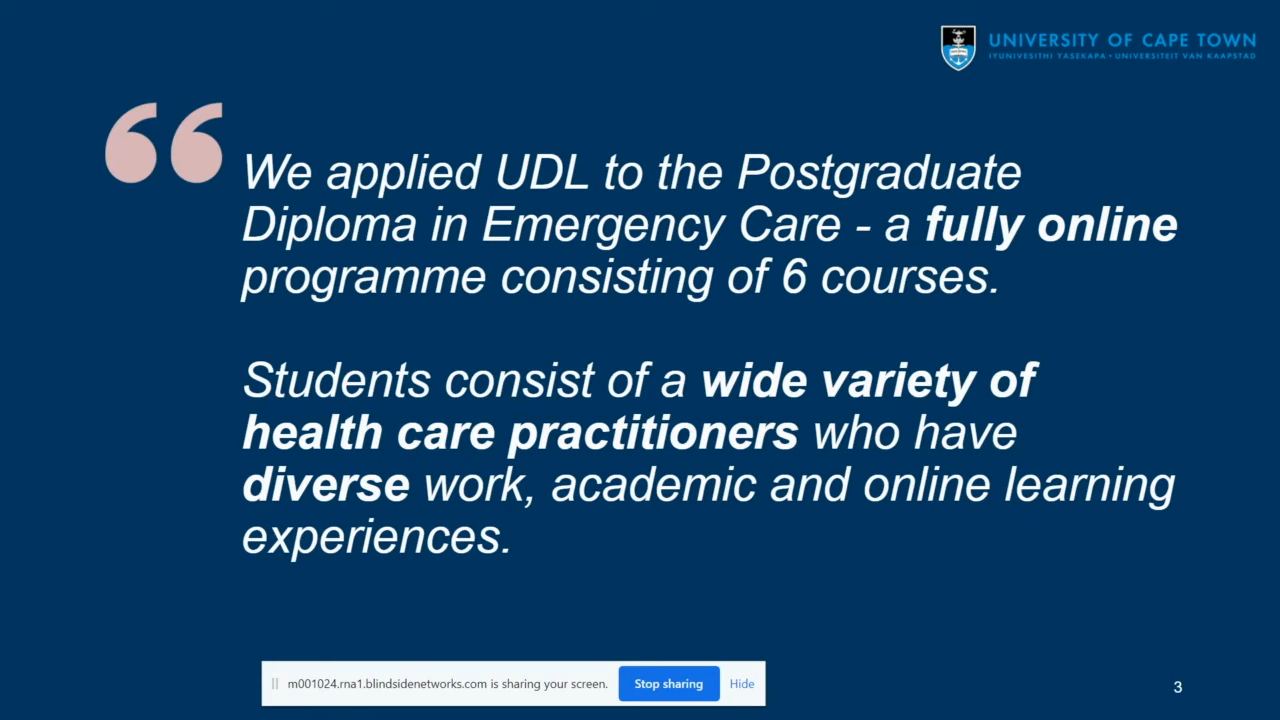 UNIVERSITY OF CAPE TOWN
IYUNIVESITHI YASEKAPA • UNIVERSITEIT VAN KAAPSTAD
“
We applied UDL to the Postgraduate
Diploma in Emergency Care - a fully online
programme consisting of 6 courses.
Students consist of a wide variety of
health care practitioners who have
diverse work, academic and online learning
experiences.
m001024.rna1.blindsidenetworks.com is sharing your screen. Stop sharing Hide
3